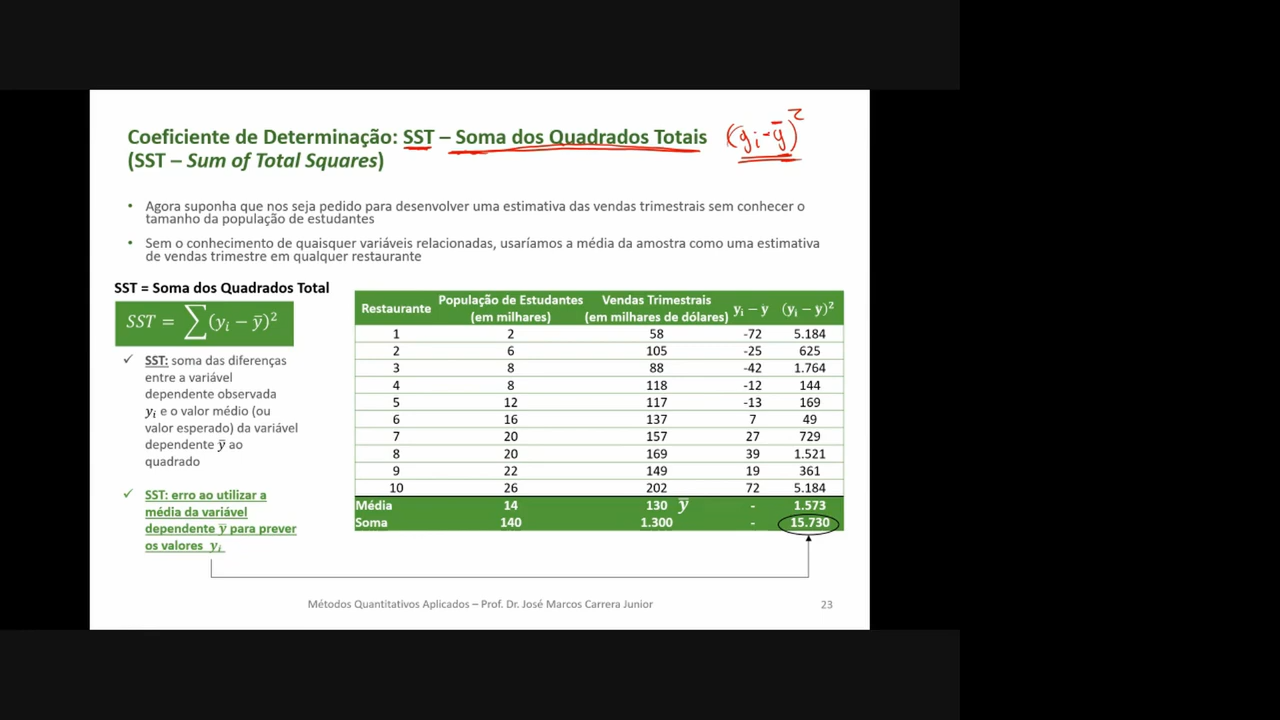 Coeficiente de Determinação: SST – Soma dos Quadrados Totais (yi - ȳ)²
(SST – Sum of Total Squares)
• Agora suponha que nos seja pedido para desenvolver uma estimativa das vendas trimestrais sem conhecer o
tamanho da população de estudantes
• Sem o conhecimento de quaisquer variáveis relacionadas, usaríamos a média da amostra como uma estimativa
de vendas trimestre em qualquer restaurante
SST = Soma dos Quadrados Total
SST = ∑(yᵢ − ȳ)²
✓ SST: soma das diferenças
entre a variável
dependente observada
yᵢ e o valor médio (ou
valor esperado) da variável
dependente ȳ ao
quadrado
✓ SST: erro ao utilizar a
média da variável
dependente ȳ para prever
os valores yᵢ
Restaurante População de Estudantes (em milhares) Vendas Trimestrais (em milhares de dólares) yᵢ − ȳ (yᵢ − ȳ)²
1 2 58 -72 5.184
2 6 105 -25 625
3 8 88 -42 1.764
4 8 118 -12 144
5 12 117 -13 169
6 16 137 7 49
7 20 157 27 729
8 20 169 39 1.521
9 22 149 19 361
10 26 202 72 5.184
Média 14 130 ȳ - 1.573
Soma 140 1.300 - 15.730
Métodos Quantitativos Aplicados – Prof. Dr. José Marcos Carrera Junior 23